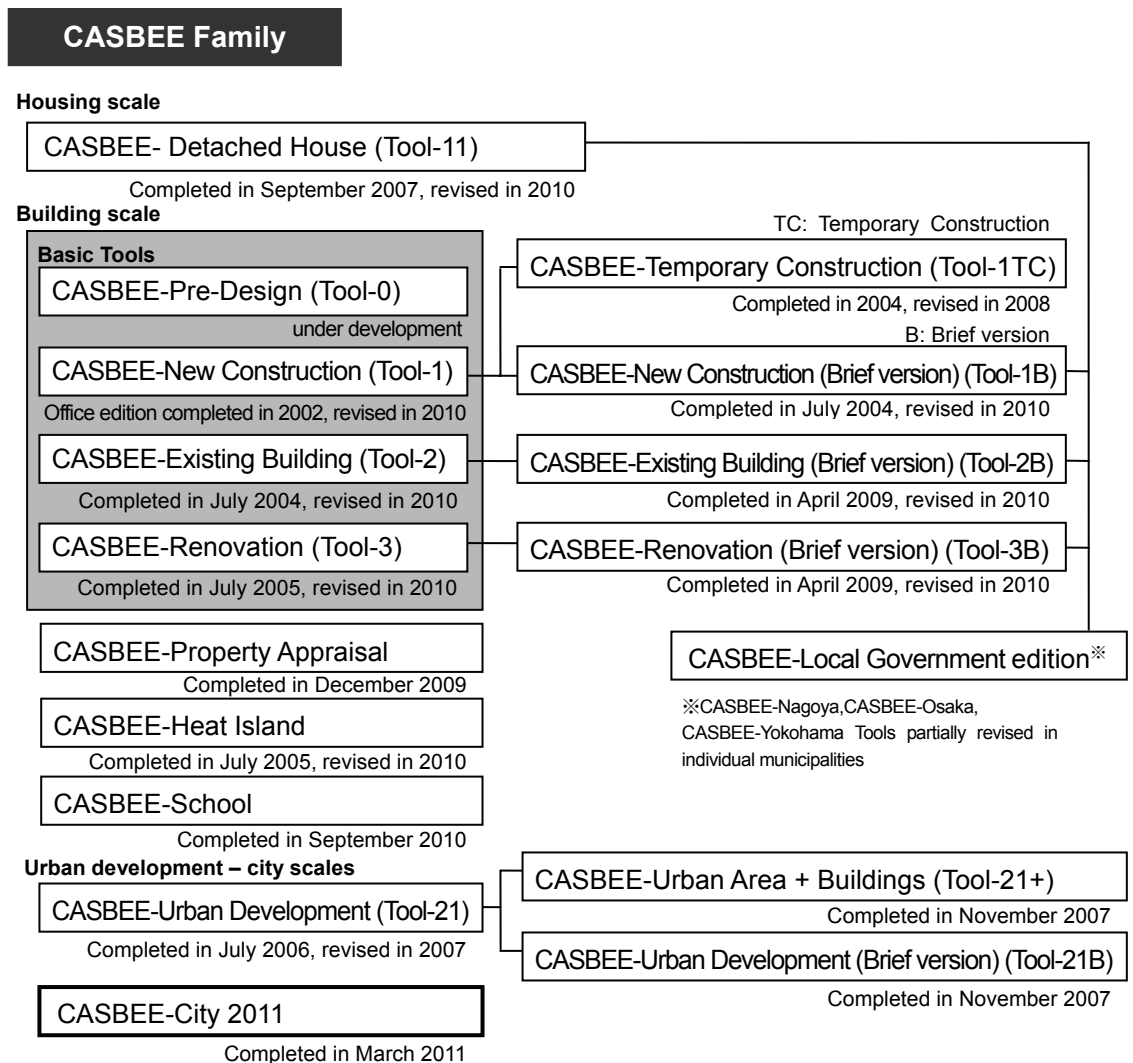 CASBEE Family
Housing scale
CASBEE- Detached House (Tool-11)
Completed in September 2007, revised in 2010
Building scale
Basic Tools
CASBEE-Pre-Design (Tool-0)
under development
CASBEE-New Construction (Tool-1)
Office edition completed in 2002, revised in 2010
CASBEE-Existing Building (Tool-2)
Completed in July 2004, revised in 2010
CASBEE-Renovation (Tool-3)
Completed in July 2005, revised in 2010
TC: Temporary Construction
CASBEE-Temporary Construction (Tool-1TC)
Completed in 2004, revised in 2008
B: Brief version
CASBEE-New Construction (Brief version) (Tool-1B)
Completed in July 2004, revised in 2010
CASBEE-Existing Building (Brief version) (Tool-2B)
Completed in April 2009, revised in 2010
CASBEE-Renovation (Brief version) (Tool-3B)
Completed in April 2009, revised in 2010
CASBEE-Local Government edition※
※CASBEE-Nagoya,CASBEE-Osaka,
CASBEE-Yokohama Tools partially revised in
individual municipalities
CASBEE-Property Appraisal
Completed in December 2009
CASBEE-Heat Island
Completed in July 2005, revised in 2010
CASBEE-School
Completed in September 2010
Urban development – city scales
CASBEE-Urban Development (Tool-21)
Completed in July 2006, revised in 2007
CASBEE-Urban Area + Buildings (Tool-21+)
Completed in November 2007
CASBEE-Urban Development (Brief version) (Tool-21B)
Completed in November 2007
CASBEE-City 2011
Completed in March 2011